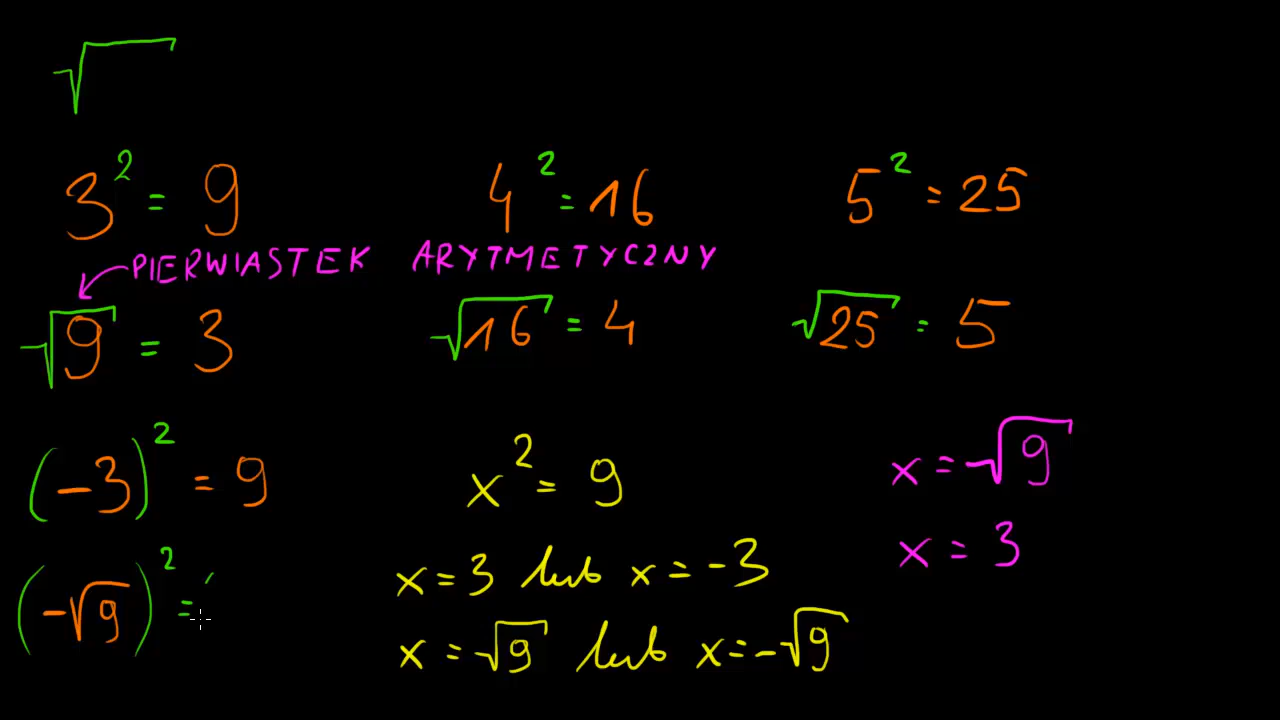 √
3² = 9 4² = 16 5² = 25
PIERWIASTEK ARYTMETYCZNY
√9 = 3 √16 = 4 √25 = 5
(-3)² = 9 x² = 9 x = √9
x = 3 lub x = -3 x = 3
(-√9)² =
x = √9 lub x = -√9